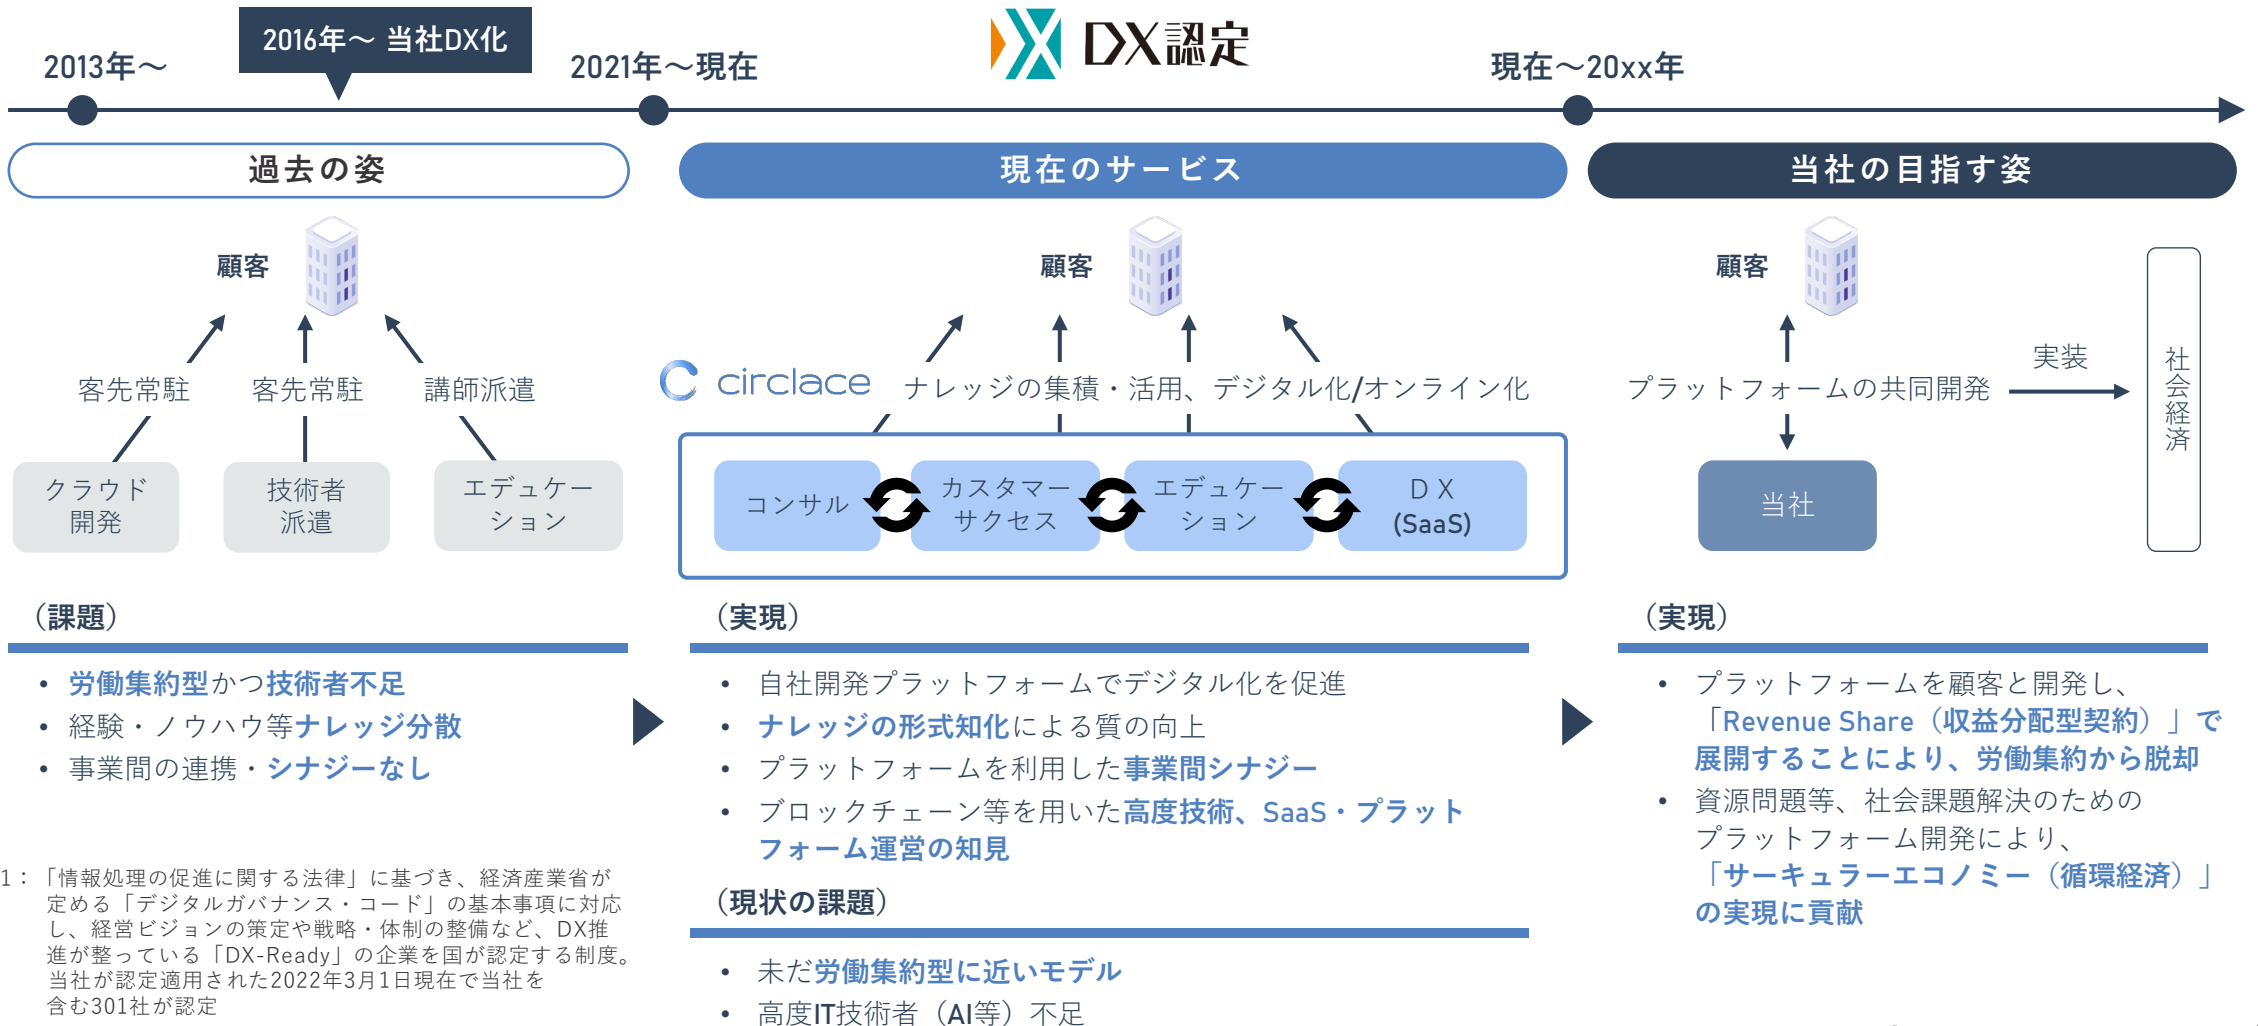 2013年～
2016年～ 当社DX化
2021年～現在
DX認定
現在～20xx年
過去の姿
現在のサービス
当社の目指す姿
顧客
客先常駐
客先常駐
講師派遣
クラウド
開発
技術者
派遣
エデュケー
ション
顧客
circlace
ナレッジの集積・活用、デジタル化/オンライン化
コンサル
カスタマー
サクセス
エデュケー
ション
ＤＸ
(SaaS)
顧客
プラットフォームの共同開発
実装
社会経済
当社
（課題）
• 労働集約型かつ技術者不足
• 経験・ノウハウ等ナレッジ分散
• 事業間の連携・シナジーなし
1：「情報処理の促進に関する法律」に基づき、経済産業省が
定める「デジタルガバナンス・コード」の基本事項に対応
し、経営ビジョンの策定や戦略・体制の整備など、DX推
進が整っている「DX-Ready」の企業を国が認定する制度。
当社が認定適用された2022年3月1日現在で当社を
含む301社が認定
（実現）
• 自社開発プラットフォームでデジタル化を促進
• ナレッジの形式知化による質の向上
• プラットフォームを利用した事業間シナジー
• ブロックチェーン等を用いた高度技術、SaaS・プラット
フォーム運営の知見
（現状の課題）
• 未だ労働集約型に近いモデル
• 高度IT技術者（AI等）不足
（実現）
• プラットフォームを顧客と開発し、
「Revenue Share（収益分配型契約）」で
展開することにより、労働集約から脱却
• 資源問題等、社会課題解決のための
プラットフォーム開発により、
「サーキュラーエコノミー（循環経済）」
の実現に貢献